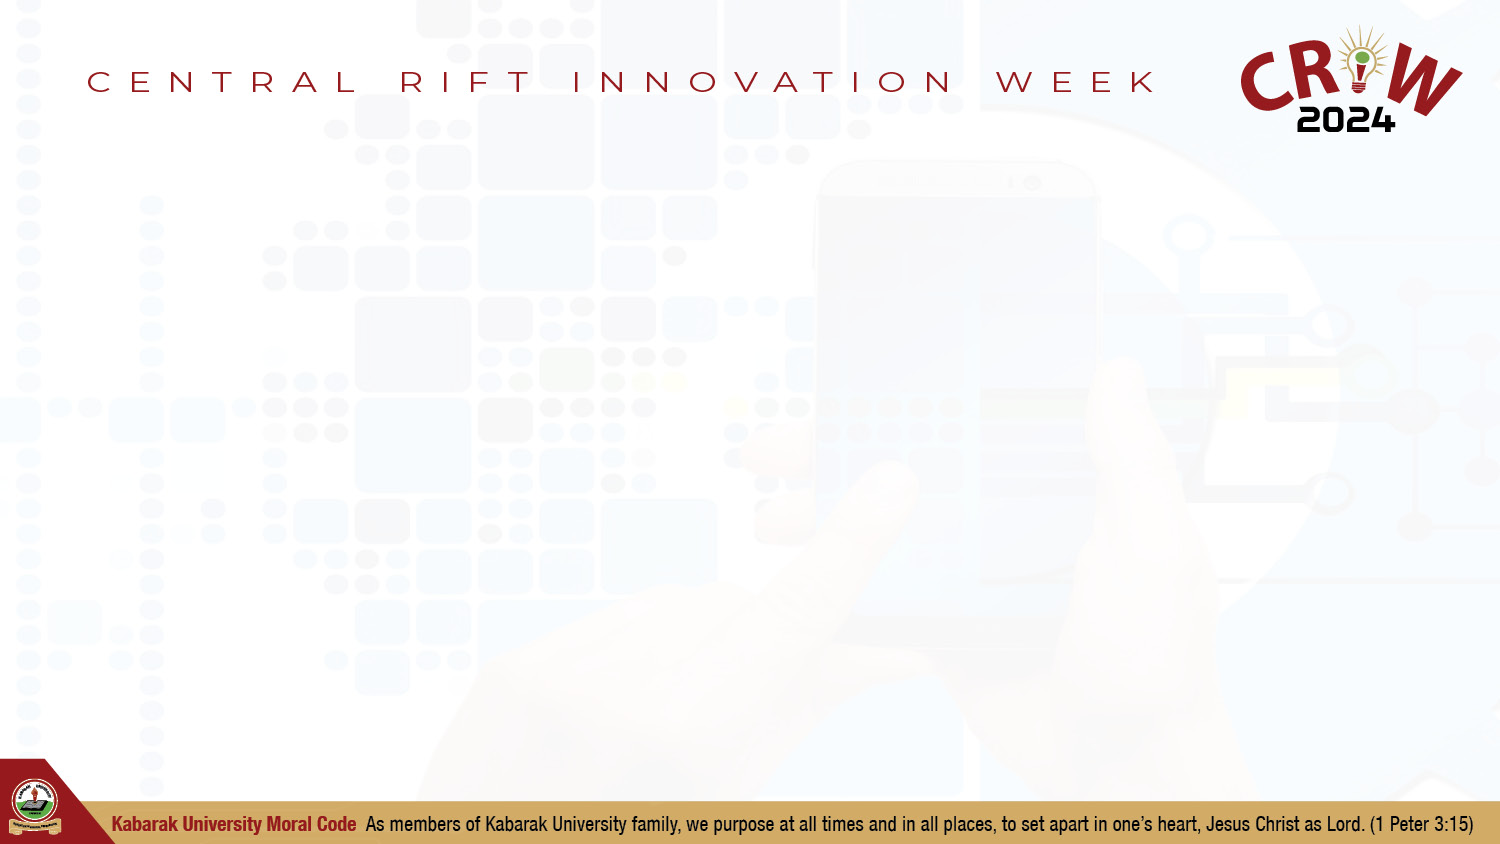 CENTRAL RIFT INNOVATION WEEK
CRIW
2024
Kabarak University Moral Code As members of Kabarak University family, we purpose at all times and in all places, to set apart in one’s heart, Jesus Christ as Lord. (1 Peter 3:15)